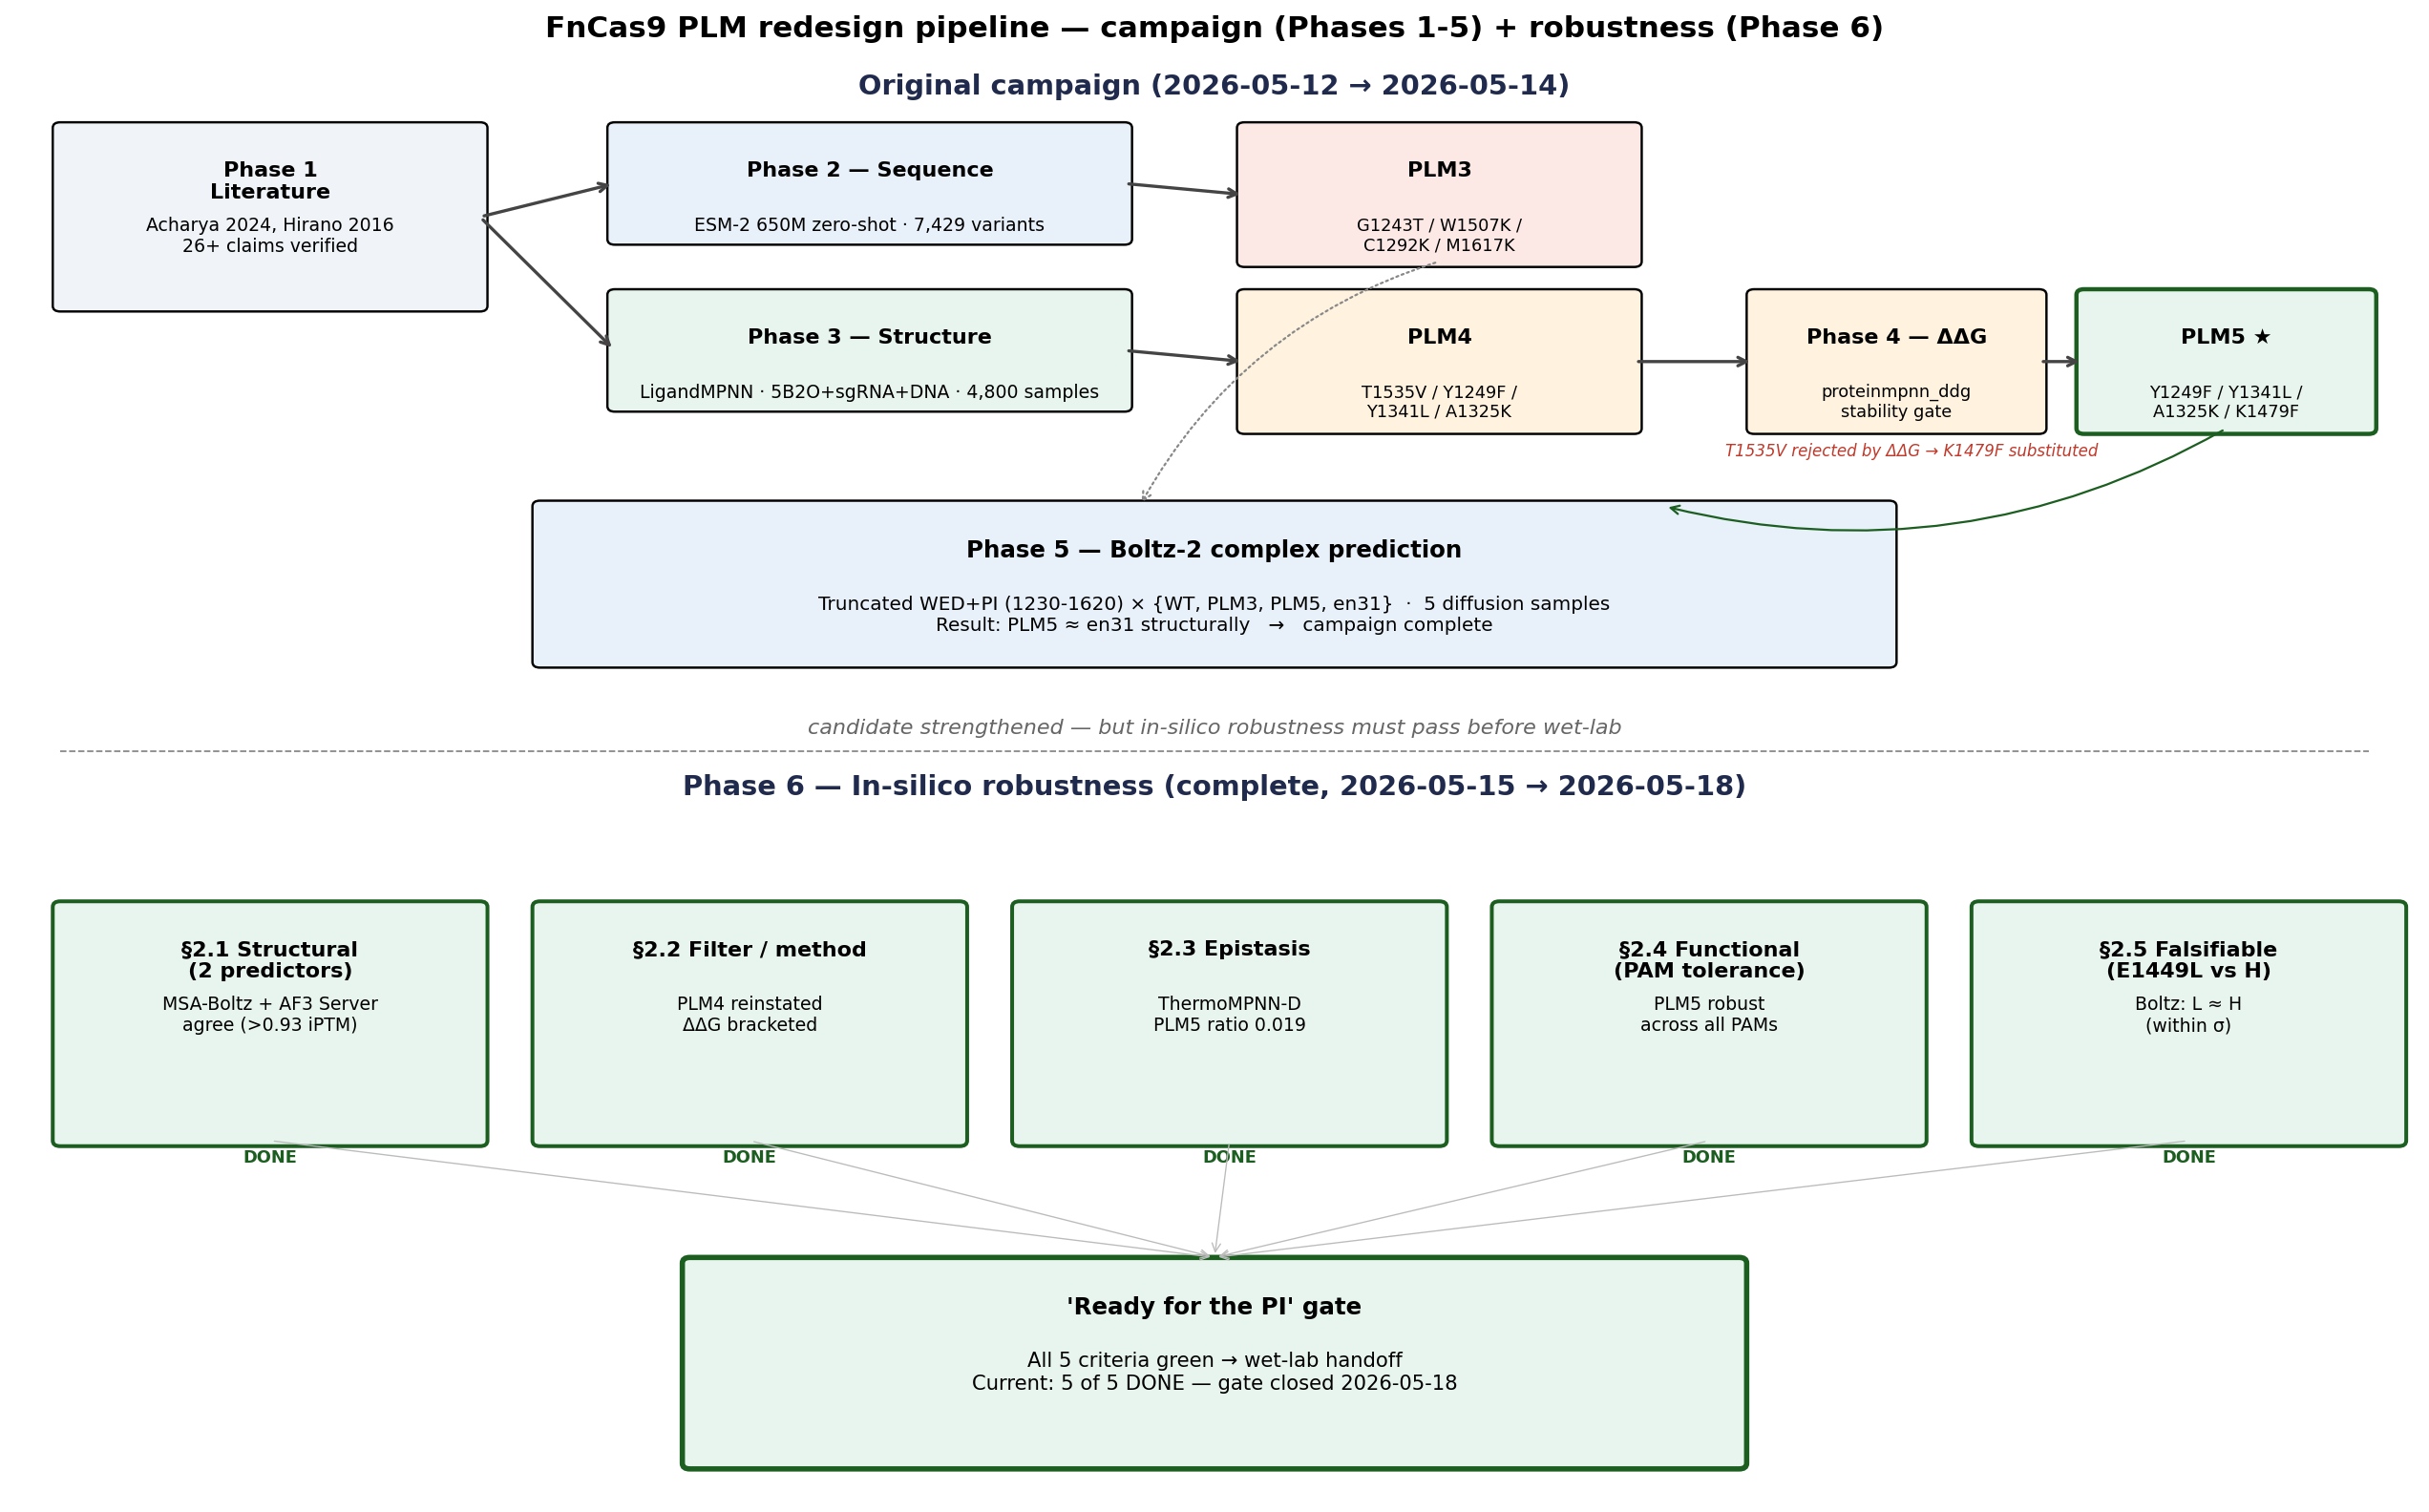 FnCas9 PLM redesign pipeline — campaign (Phases 1-5) + robustness (Phase 6)
Original campaign (2026-05-12 → 2026-05-14)
Phase 1
Literature
Acharya 2024, Hirano 2016
26+ claims verified
Phase 2 — Sequence
ESM-2 650M zero-shot · 7,429 variants
PLM3
G1243T / W1507K /
C1292K / M1617K
Phase 3 — Structure
LigandMPNN · 5B2O+sgRNA+DNA · 4,800 samples
PLM4
T1535V / Y1249F /
Y1341L / A1325K
Phase 4 — ΔΔG
proteinmpnn_ddg
stability gate
PLM5 ★
Y1249F / Y1341L /
A1325K / K1479F
T1535V rejected by ΔΔG → K1479F substituted
Phase 5 — Boltz-2 complex prediction
Truncated WED+PI (1230-1620) × {WT, PLM3, PLM5, en31} · 5 diffusion samples
Result: PLM5 ≈ en31 structurally → campaign complete
candidate strengthened — but in-silico robustness must pass before wet-lab
Phase 6 — In-silico robustness (complete, 2026-05-15 → 2026-05-18)
§2.1 Structural
(2 predictors)
MSA-Boltz + AF3 Server
agree (>0.93 iPTM)
DONE
§2.2 Filter / method
PLM4 reinstated
ΔΔG bracketed
DONE
§2.3 Epistasis
ThermoMPNN-D
PLM5 ratio 0.019
DONE
§2.4 Functional
(PAM tolerance)
PLM5 robust
across all PAMs
DONE
§2.5 Falsifiable
(E1449L vs H)
Boltz: L ≈ H
(within σ)
DONE
'Ready for the PI' gate
All 5 criteria green → wet-lab handoff
Current: 5 of 5 DONE — gate closed 2026-05-18